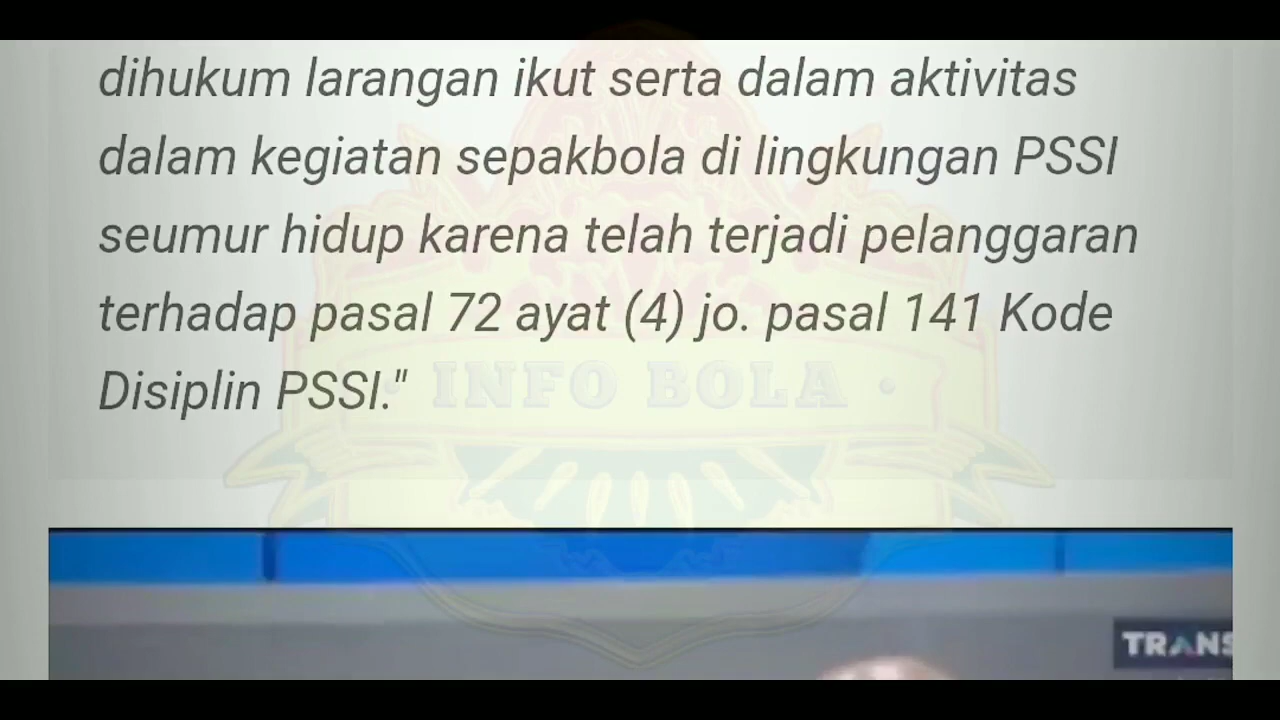 dihukum larangan ikut serta dalam aktivitas
dalam kegiatan sepakbola di lingkungan PSSI
seumur hidup karena telah terjadi pelanggaran
terhadap pasal 72 ayat (4) jo. pasal 141 Kode
Disiplin PSSI."
INFO BOLA
TRANS